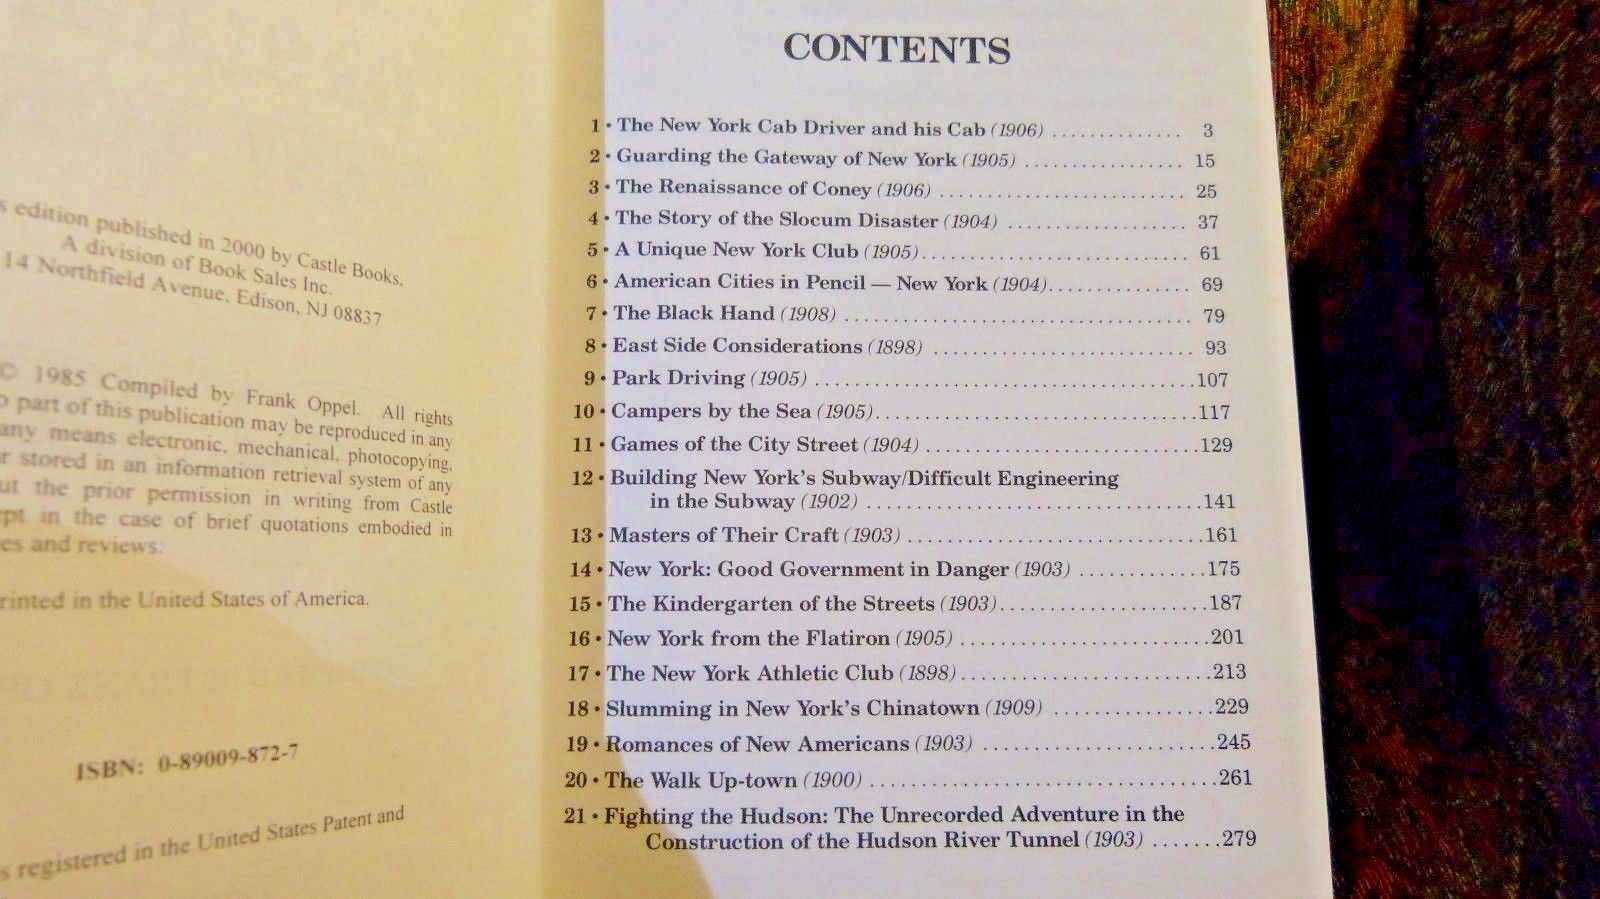 s edition published in 2000 by Castle Books,
A division of Book Sales Inc.
14 Northfield Avenue, Edison, NJ 08837
© 1985 Compiled by Frank Oppel. All rights
part of this publication may be reproduced in any
any means electronic, mechanical, photocopying,
r stored in an information retrieval system of any
ut the prior permission in writing from Castle
ept in the case of brief quotations embodied in
es and reviews.
rinted in the United States of America.
ISBN: 0-89009-872-7
s registered in the United States Patent and
CONTENTS
1 • The New York Cab Driver and his Cab (1906) .............. 3
2 • Guarding the Gateway of New York (1905) ................. 15
3 • The Renaissance of Coney (1906) .......................... 25
4 • The Story of the Slocum Disaster (1904) ................... 37
5 • A Unique New York Club (1905)............................ 61
6 • American Cities in Pencil — New York (1904)............... 69
7 • The Black Hand (1908) .................................... 79
8 • East Side Considerations (1898) ........................... 93
9 • Park Driving (1905) .......................................107
10 • Campers by the Sea (1905).................................117
11 • Games of the City Street (1904) ............................129
12 • Building New York's Subway/Difficult Engineering
in the Subway (1902) ...................................141
13 • Masters of Their Craft (1903) ..............................161
14 • New York: Good Government in Danger (1903) .............175
15 • The Kindergarten of the Streets (1903).....................187
16 • New York from the Flatiron (1905) .........................201
17 • The New York Athletic Club (1898).........................213
18 • Slumming in New York's Chinatown (1909) ................229
19 • Romances of New Americans (1903) .......................245
20 • The Walk Up-town (1900) ..................................261
21 • Fighting the Hudson: The Unrecorded Adventure in the
Construction of the Hudson River Tunnel (1903) .......279